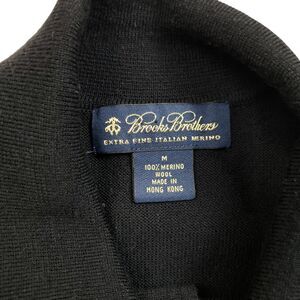 Brooks Brothers
EXTRA FINE ITALIAN MERINO
M
100% MERINO
WOOL
MADE IN
HONG KONG